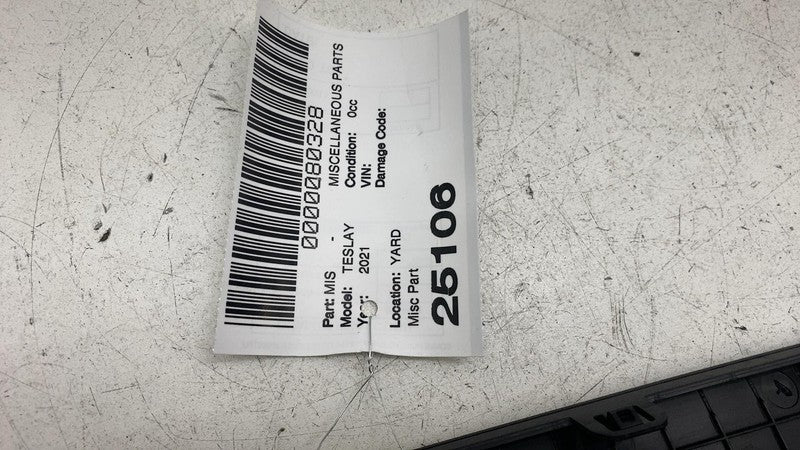 0000080328
Part: MIS - MISCELLANEOUS PARTS
Model: TESLAY Condition: 0cc
Year: 2021 VIN:
Damage Code:
Location: YARD
Misc Part
25106